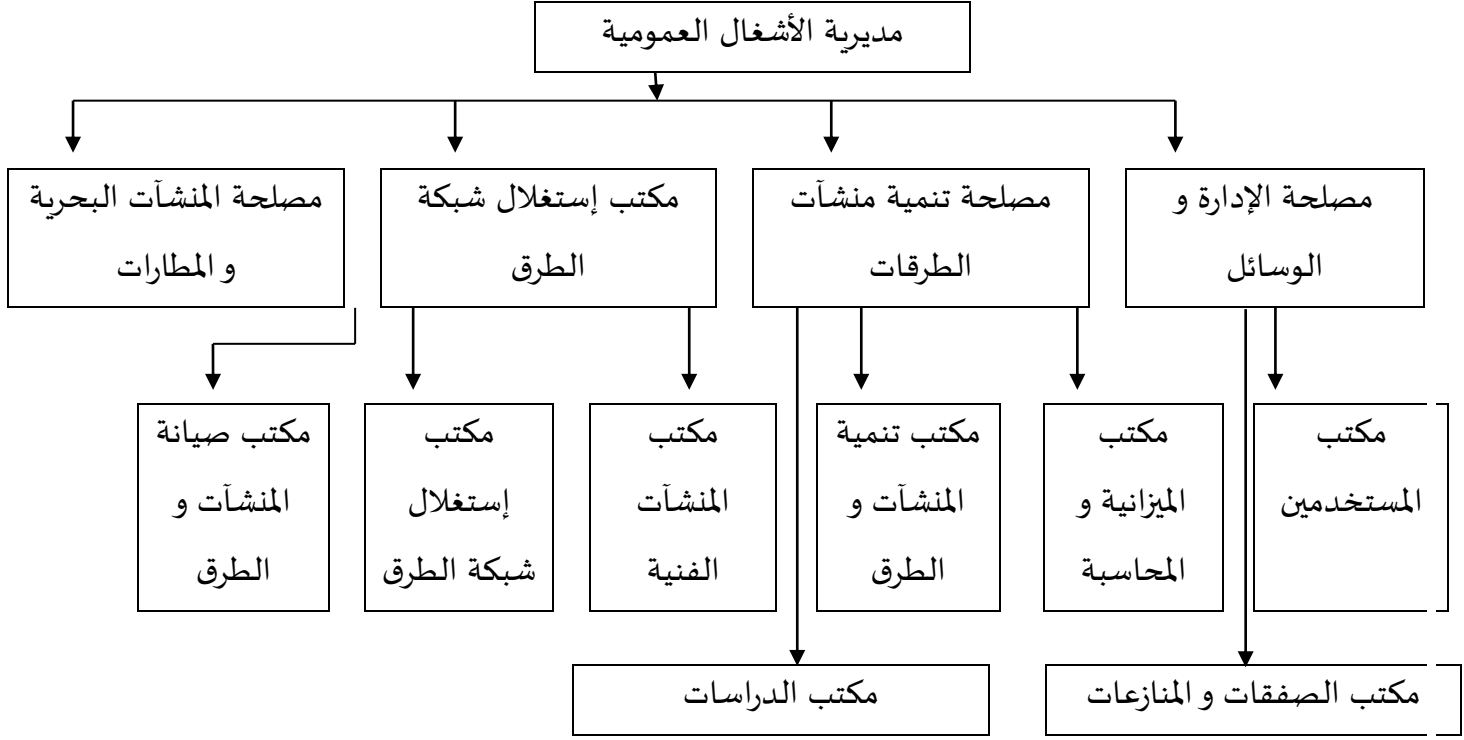 مديرية الأشغال العمومية
مصلحة الإدارة و
الوسائل
مصلحة تنمية منشآت
الطرقات
مكتب إستغلال شبكة
الطرق
مصلحة المنشآت البحرية
و المطارات
مكتب
المستخدمين
مكتب
الميزانية و
المحاسبة
مكتب تنمية
المنشآت و
الطرق
مكتب
المنشآت
الفنية
مكتب
إستغلال
شبكة الطرق
مكتب صيانة
المنشآت و
الطرق
مكتب الصفقات و المنازعات
مكتب الدراسات